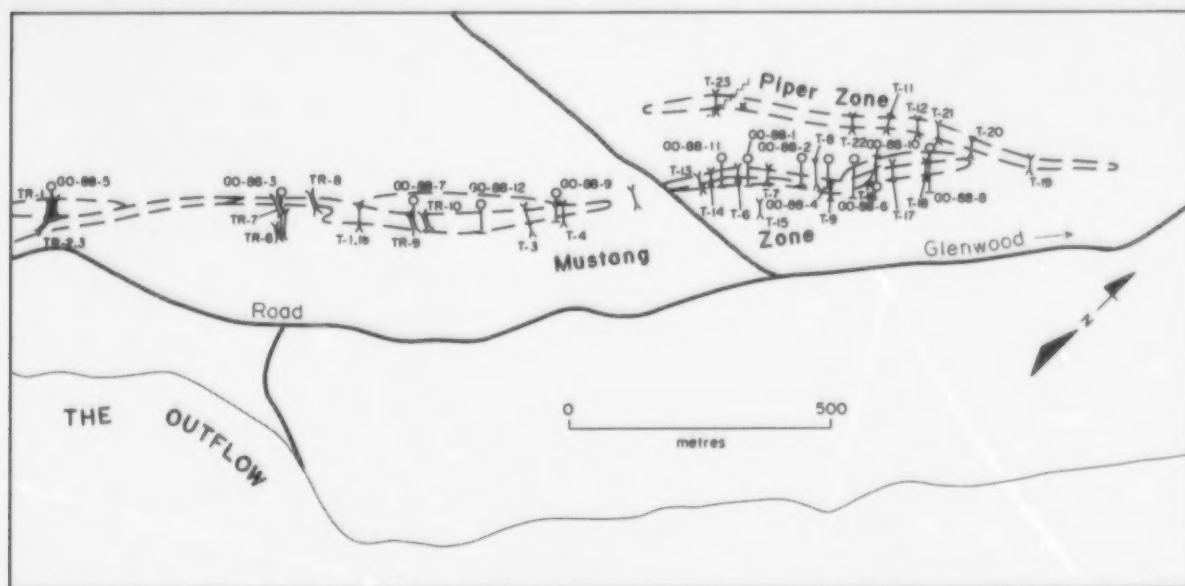 T-23
Piper Zone
T-11
T-12
T-21
T-20
GO-88-1
GO-88-11
GO-88-2
T-8
T-22
GO-88-10
T-13
T-19
GO-88-5
GO-88-3
TR-8
GO-88-7
GO-88-12
GO-88-9
TR-1
T-14
T-6
T-7
GO-88-4
T-9
GO-88-6
T-18
GO-88-8
T-15
T-17
TR-7
TR-10
TR-6
T-1,1a
TR-9
T-3
T-4
TR-2,3
Mustang
Zone
Glenwood
Road
N
THE OUTFLOW
0
500
metres